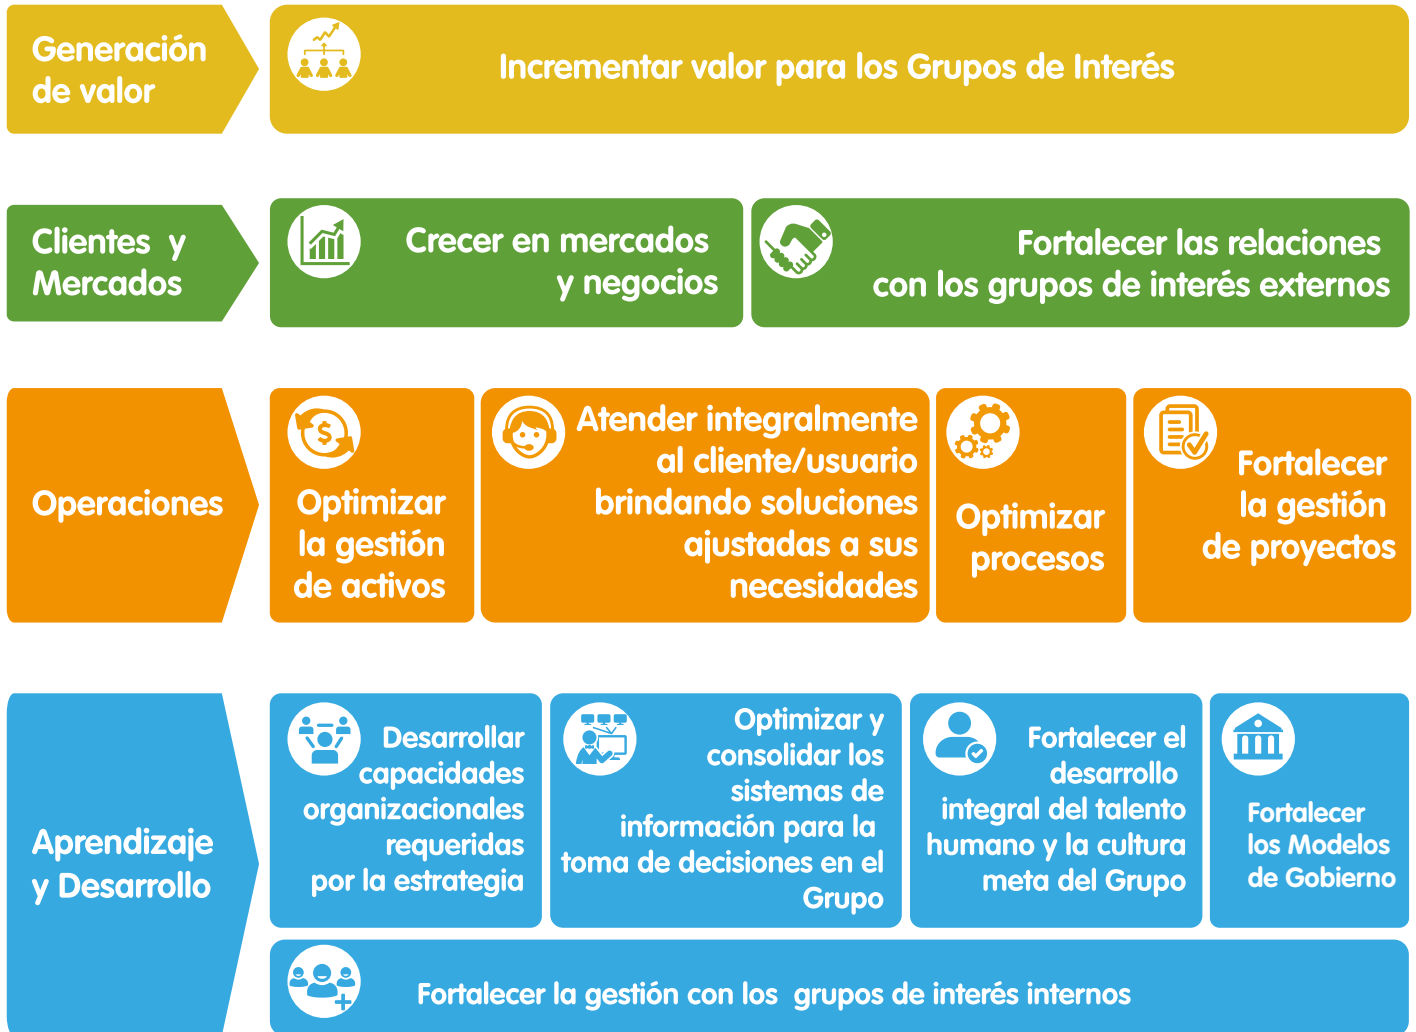 Generación
de valor
Incrementar valor para los Grupos de Interés
Clientes y
Mercados
Crecer en mercados
y negocios
Fortalecer las relaciones
con los grupos de interés externos
Operaciones
$
Optimizar
la gestión
de activos
Atender integralmente
al cliente/usuario
brindando soluciones
ajustadas a sus
necesidades
Optimizar
procesos
Fortalecer
la gestión
de proyectos
Aprendizaje
y Desarrollo
Desarrollar
capacidades
organizacionales
requeridas
por la estrategia
Optimizar y
consolidar los
sistemas de
información para la
toma de decisiones en el
Grupo
Fortalecer el
desarrollo
integral del talento
humano y la cultura
meta del Grupo
Fortalecer
los Modelos
de Gobierno
Fortalecer la gestión con los grupos de interés internos